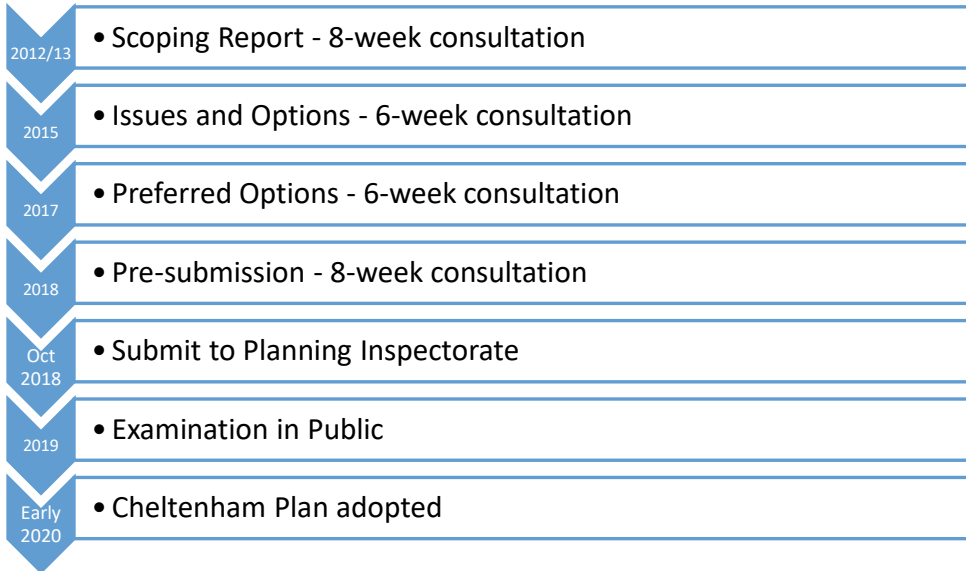 2012/13
• Scoping Report - 8-week consultation
2015
• Issues and Options - 6-week consultation
2017
• Preferred Options - 6-week consultation
2018
• Pre-submission - 8-week consultation
Oct
2018
• Submit to Planning Inspectorate
2019
• Examination in Public
Early
2020
• Cheltenham Plan adopted